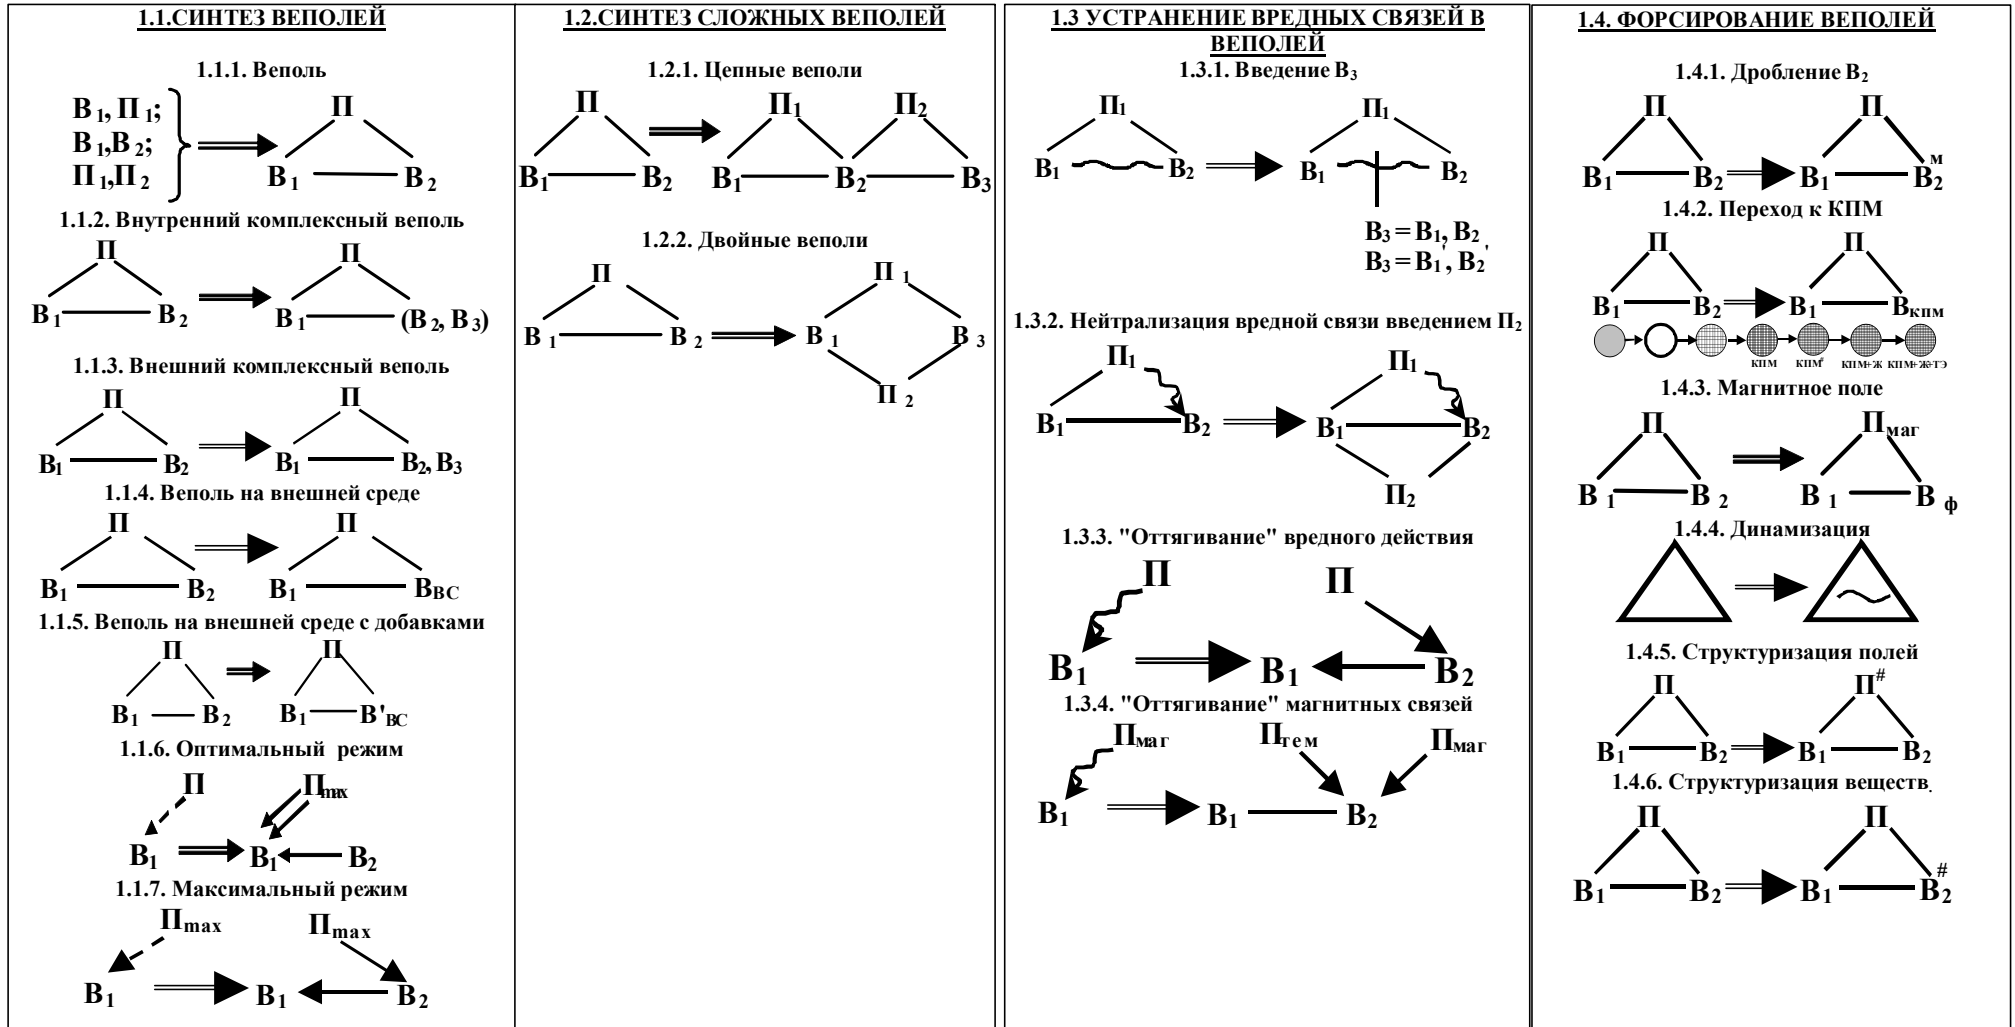 1.1.СИНТЕЗ ВЕПОЛЕЙ
1.1.1. Веполь
В1, П1;
В1,В2;
П1,П2
П
В1 В2
1.1.2. Внутренний комплексный веполь
П П
В1 В2 В1 (В2, В3)
1.1.3. Внешний комплексный веполь
П П
В1 В2 В1 В2, В3
1.1.4. Веполь на внешней среде
П П
В1 В2 В1 ВВС
1.1.5. Веполь на внешней среде с добавками
П П
В1 В2 В1 В'ВС
1.1.6. Оптимальный режим
П Пmax
В1 В1 В2
1.1.7. Максимальный режим
Пmax Пmax
В1 В1 В2
1.2.СИНТЕЗ СЛОЖНЫХ ВЕПОЛЕЙ
1.2.1. Цепные веполи
П П1 П2
В1 В2 В1 В2 В3
1.2.2. Двойные веполи
П П1
В1 В2 В1 В3
П2
1.3 УСТРАНЕНИЕ ВРЕДНЫХ СВЯЗЕЙ В
ВЕПОЛЕЙ
1.3.1. Введение В3
П1 П1
В1 В2 В1 В2
В3 = В1, В2
В3 = В1', В2'
1.3.2. Нейтрализация вредной связи введением П2
П1 П1
В1 В2 В1 В2
П2
1.3.3. "Оттягивание" вредного действия
П П
В1 В1 В2
1.3.4. "Оттягивание" магнитных связей
Пмаг Птем Пмаг
В1 В1 В2
1.4. ФОРСИРОВАНИЕ ВЕПОЛЕЙ
1.4.1. Дробление В2
П П
В1 В2 В1 В2м
1.4.2. Переход к КПМ
П П
В1 В2 В1 Вкпм
КПМ КПМ# КПМ+Ж КПМ+Ж+ТЭ
1.4.3. Магнитное поле
П Пмаг
В1 В2 В1 Вф
1.4.4. Динамизация
1.4.5. Структуризация полей
П П#
В1 В2 В1 В2
1.4.6. Структуризация веществ.
П П
В1 В2 В1 В2#